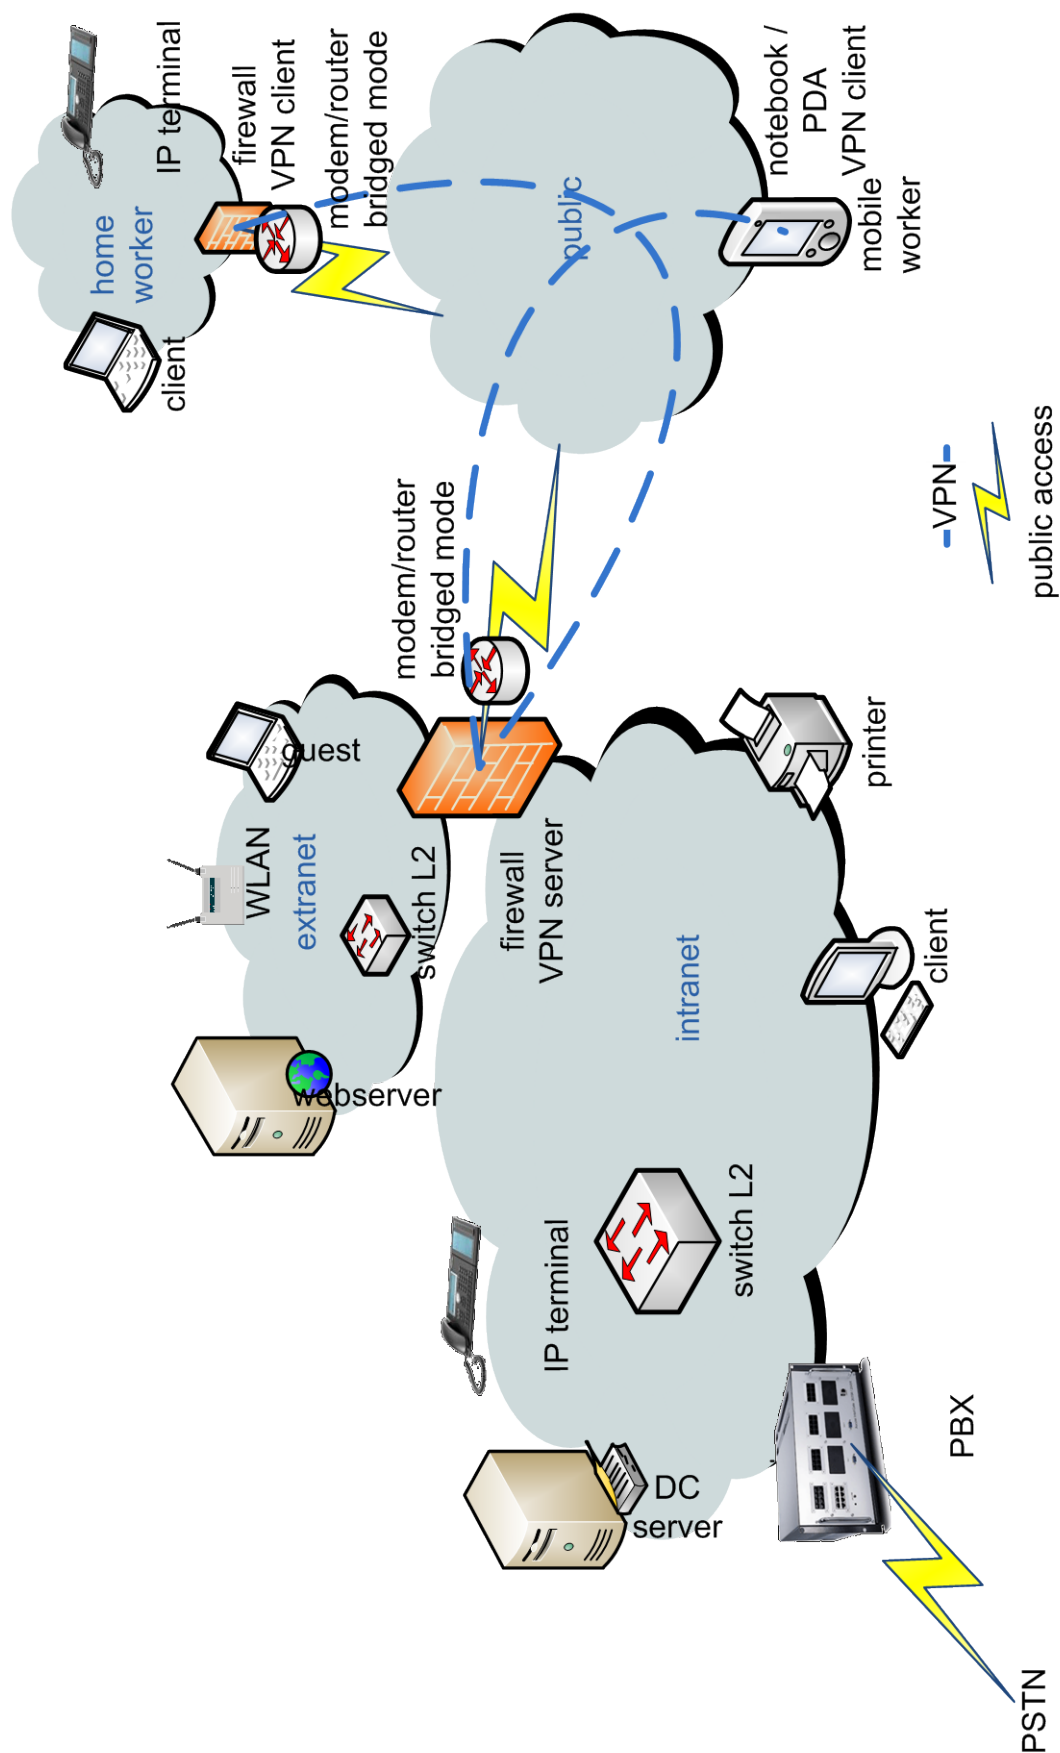 PSTN
PBX
DC
server
IP terminal
switch L2
intranet
client
printer
webserver
switch L2
extranet
WLAN
guest
firewall
VPN server
modem/router
bridged mode
VPN
public access
public
client
home
worker
IP terminal
firewall
VPN client
modem/router
bridged mode
notebook /
PDA
VPN client
mobile
worker